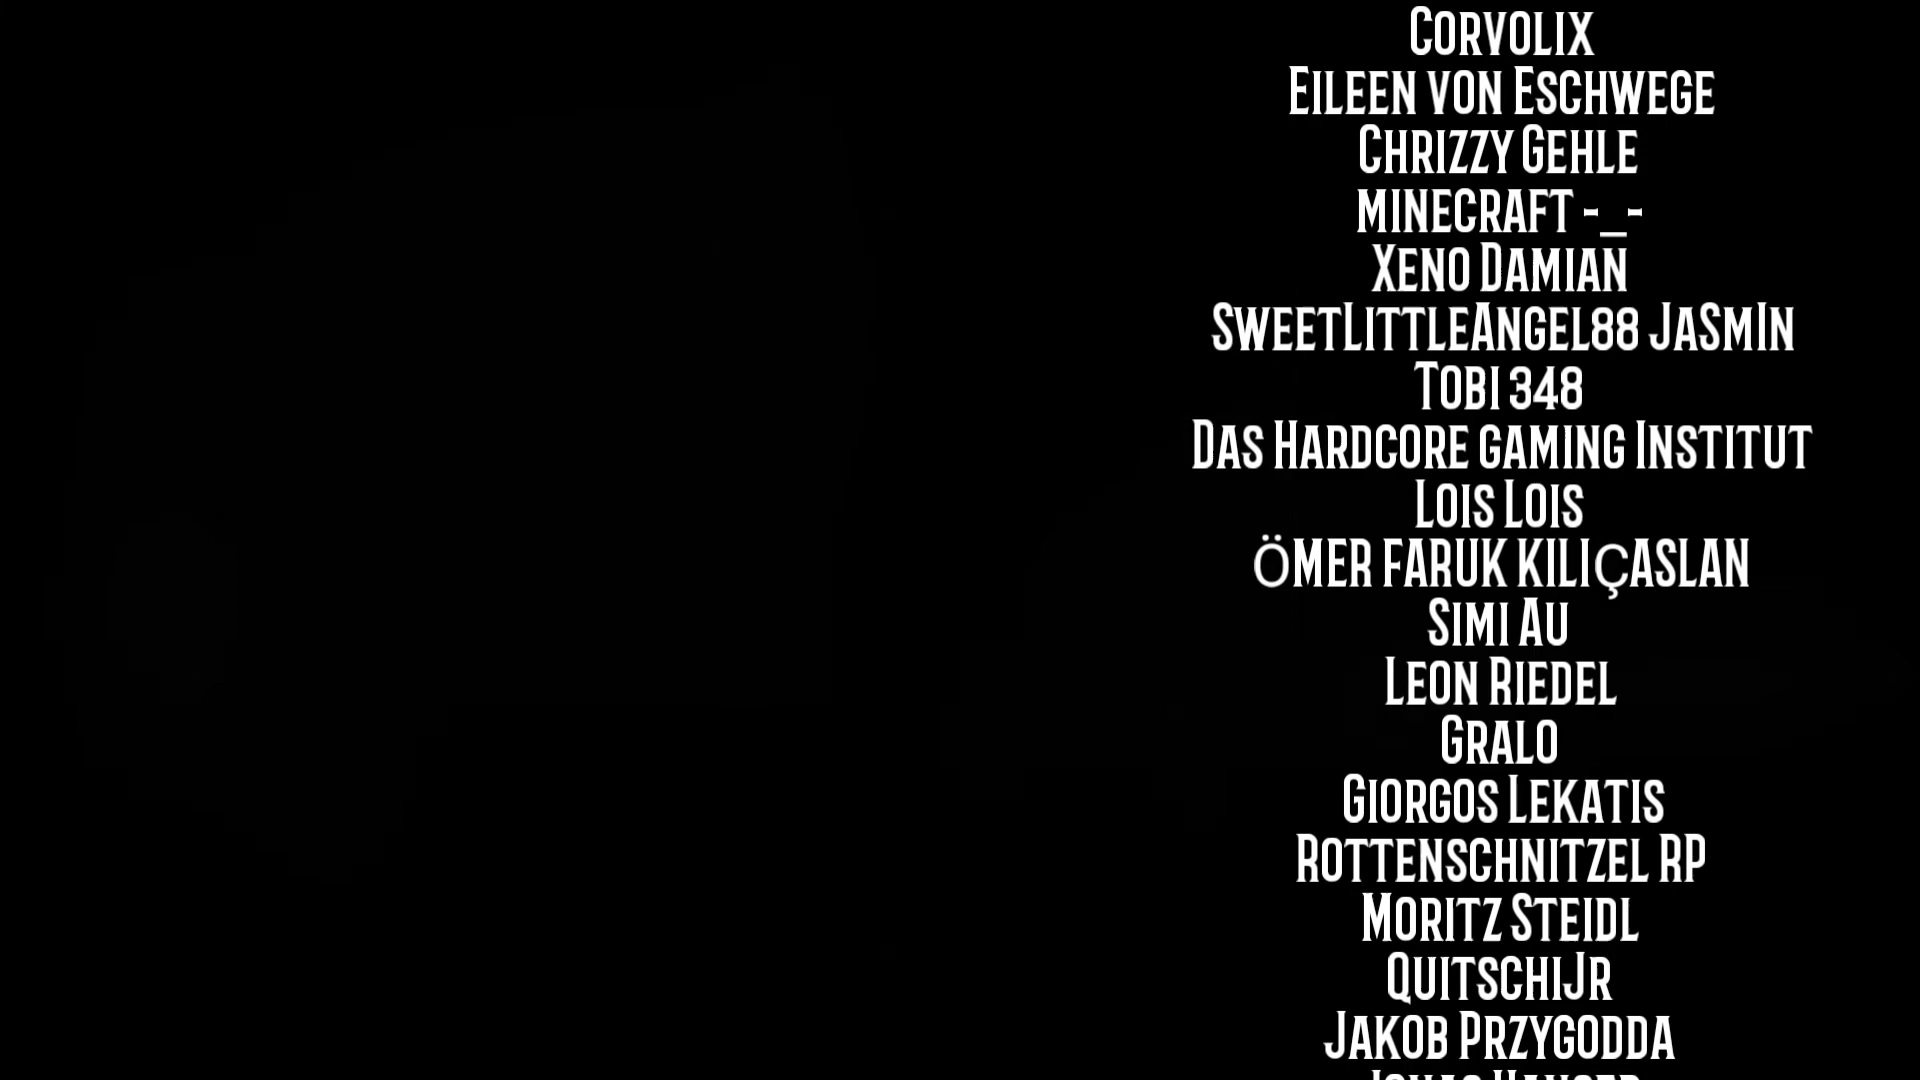 Corvolix
Eileen von Eschwege
Chrizzy Gehle
minecraft -_-
Xeno Damian
SweetLittleAngel88 JaSmIn
Tobi 348
Das Hardcore gaming Institut
Lois Lois
ÖMER FARUK KILIÇASLAN
Simi Au
Leon Riedel
Gralo
Giorgos Lekatis
Rottenschnitzel RP
Moritz Steidl
QuitschiJr
Jakob Przygodda